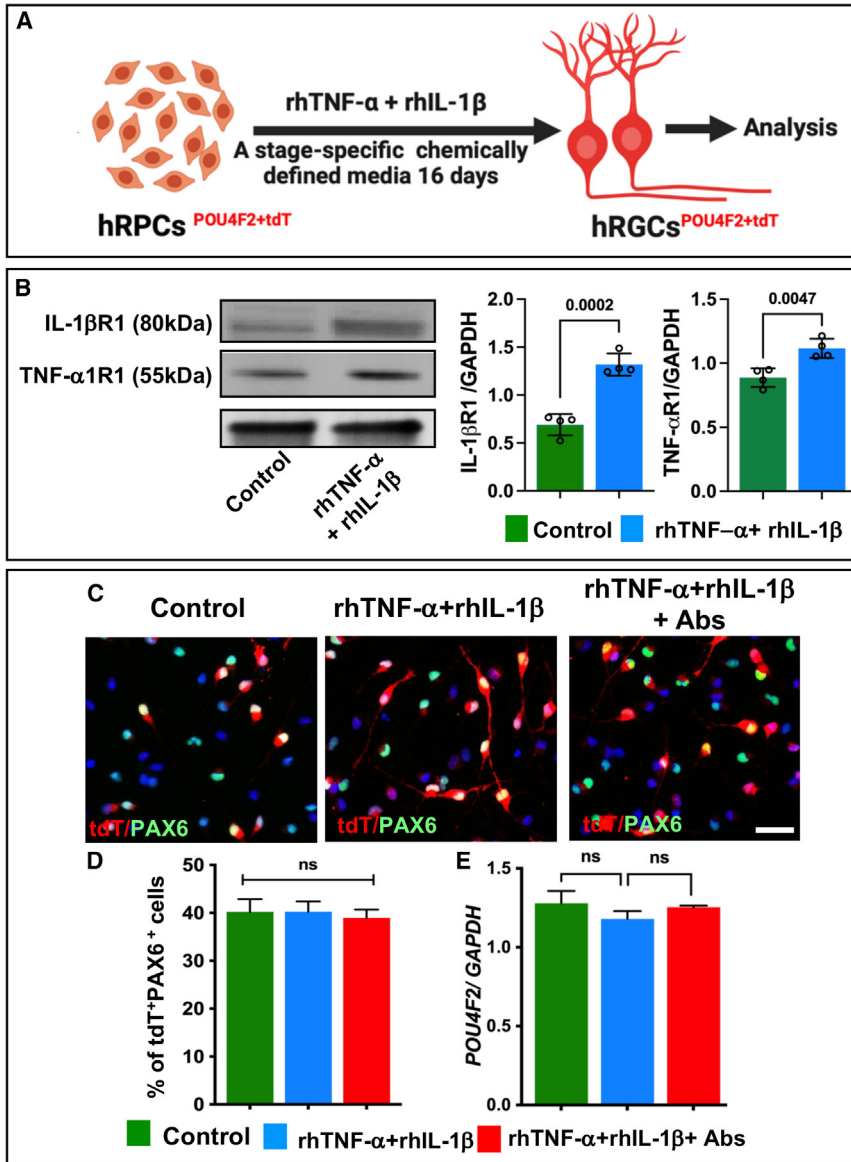 A
rhTNF-α + rhIL-1β
A stage-specific chemically
defined media 16 days
Analysis
hRPCs POU4F2+tdT
hRGCs POU4F2+tdT
B
IL-1βR1 (80kDa)
TNF-α1R1 (55kDa)
Control
rhTNF-α
+ rhIL-1β
IL-1βR1 /GAPDH
2.0
1.5
1.0
0.5
0.0
0.0002
TNF-αR1/GAPDH
1.5
1.0
0.5
0.0
0.0047
Control
rhTNF–α+ rhIL-1β
C
Control
rhTNF-α+rhIL-1β
rhTNF-α+rhIL-1β
+ Abs
tdT/PAX6
tdT/PAX6
tdT/PAX6
D
% of tdT+PAX6+ cells
50
40
30
20
10
0
ns
E
POU4F2/ GAPDH
1.5
1.0
0.5
0.0
ns
ns
Control
rhTNF-α+rhIL-1β
rhTNF-α+rhIL-1β+ Abs